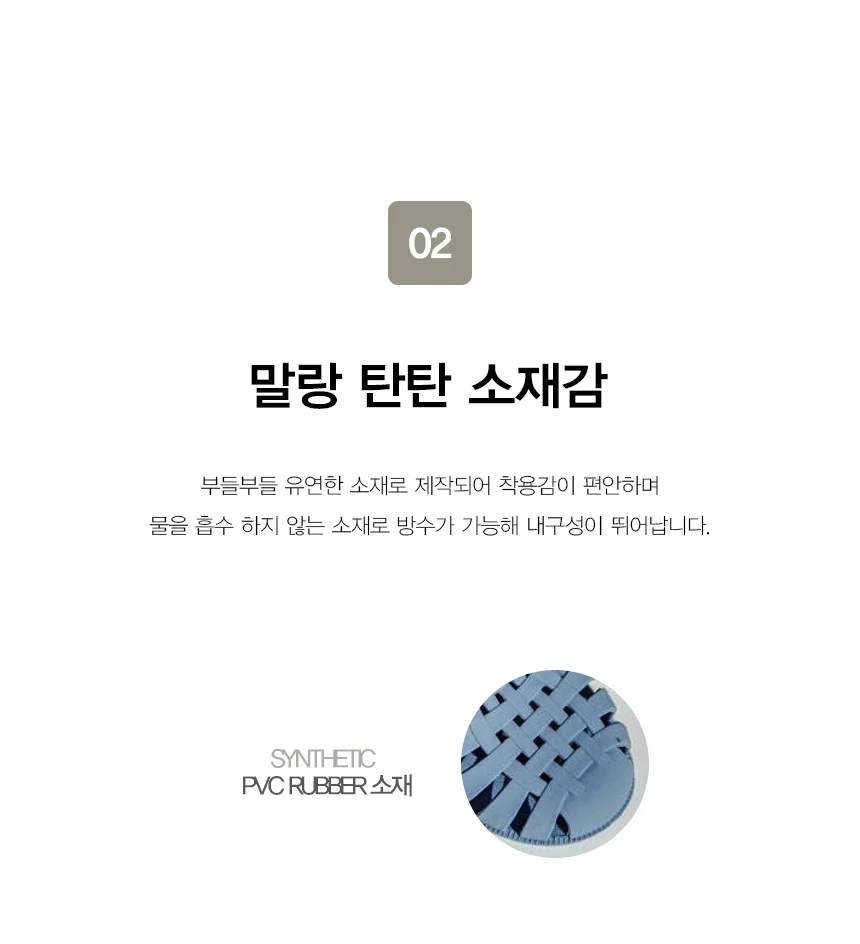 02
말랑 탄탄 소재감
부들부들 유연한 소재로 제작되어 착용감이 편안하며
물을 흡수 하지 않는 소재로 방수가 가능해 내구성이 뛰어납니다.
SYNTHETIC
PVC RUBBER 소재